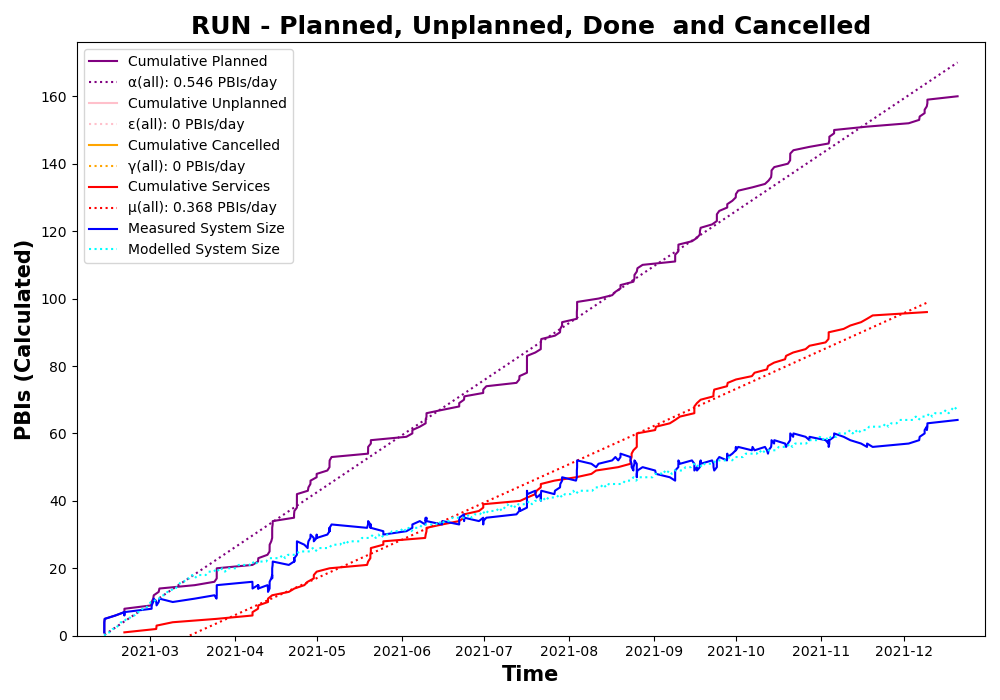 RUN - Planned, Unplanned, Done  and Cancelled
Cumulative Planned
α(all): 0.546 PBIs/day
Cumulative Unplanned
ε(all): 0 PBIs/day
Cumulative Cancelled
γ(all): 0 PBIs/day
Cumulative Services
μ(all): 0.368 PBIs/day
Measured System Size
Modelled System Size
PBIs (Calculated)
160
140
120
100
80
60
40
20
0
2021-03 2021-04 2021-05 2021-06 2021-07 2021-08 2021-09 2021-10 2021-11 2021-12
Time